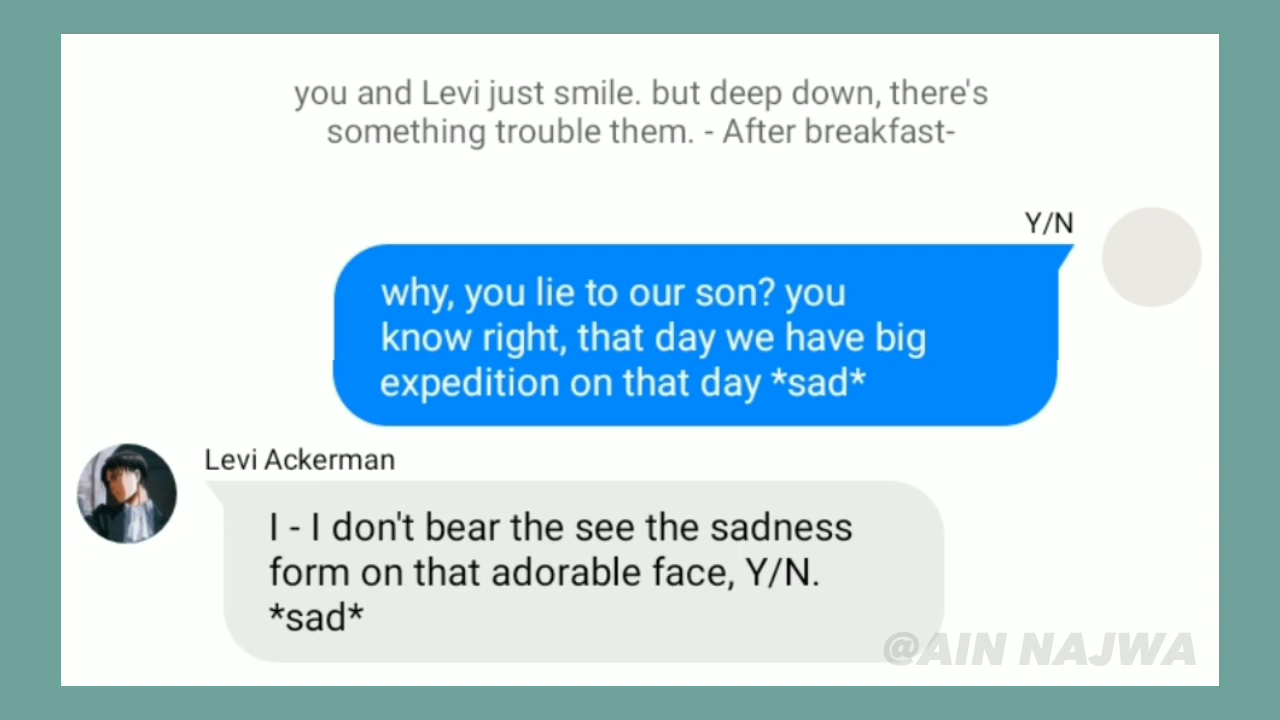 you and Levi just smile. but deep down, there's
something trouble them. - After breakfast-
Y/N
why, you lie to our son? you
know right, that day we have big
expedition on that day *sad*
Levi Ackerman
I - I don't bear the see the sadness
form on that adorable face, Y/N.
*sad*
@AIN NAJWA